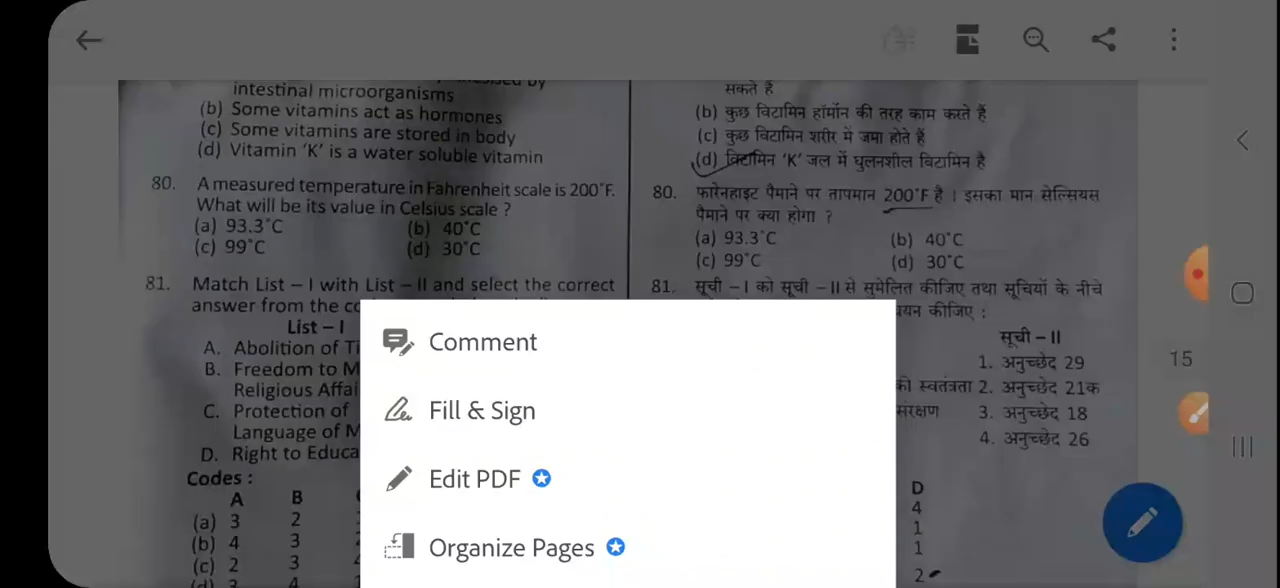 intestinal microorganisms
(b) Some vitamins act as hormones
(c) Some vitamins are stored in body
(d) Vitamin 'K' is a water soluble vitamin
80. A measured temperature in Fahrenheit scale is 200°F.
What will be its value in Celsius scale ?
(a) 93.3°C (b) 40°C
(c) 99°C (d) 30°C
81. Match List – I with List – II and select the correct
answer from the
List – I
A. Abolition of
B. Freedom to
Religious
C. Protection of
Language of
D. Right to
Codes :
A B
(a) 3 2
(b) 4 3
(c) 2 3
(d) 3 4
सकते हैं
(b) कुछ विटामिन हॉर्मोन की तरह काम करते हैं
(c) कुछ विटामिन शरीर में जमा होते हैं
(d) विटामिन 'K' जल में घुलनशील विटामिन है
80. फारेनहाइट पैमाने पर तापमान 200°F है । इसका मान सेल्सियस
पैमाने पर क्या होगा ?
(a) 93.3°C (b) 40°C
(c) 99°C (d) 30°C
81. सूची – I को सूची – II से सुमेलित कीजिए तथा सूचियों के नीचे
कीजिए :
सूची – II
1. अनुच्छेद 29
की स्वतंत्रता 2. अनुच्छेद 21क
संरक्षण 3. अनुच्छेद 18
4. अनुच्छेद 26
D
4
1
1
2
Comment
Fill & Sign
Edit PDF
Organize Pages
15